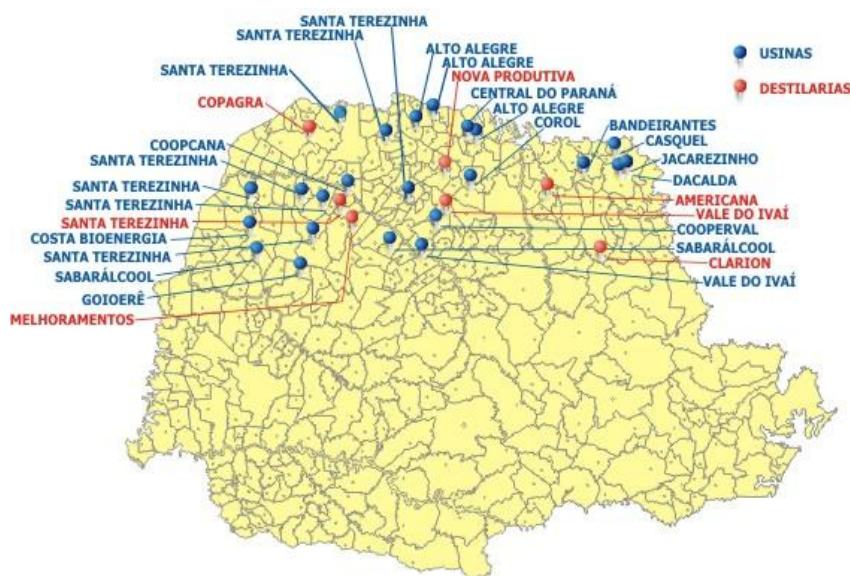 SANTA TEREZINHA
SANTA TEREZINHA
ALTO ALEGRE
ALTO ALEGRE
USINAS
SANTA TEREZINHA
NOVA PRODUTIVA
DESTILARIAS
CENTRAL DO PARANÁ
COPAGRA
ALTO ALEGRE
COROL
BANDEIRANTES
CASQUEL
COOPCANA
SANTA TEREZINHA
JACAREZINHO
DACALDA
SANTA TEREZINHA
SANTA TEREZINHA
AMERICANA
SANTA TEREZINHA
VALE DO IVAÍ
COSTA BIOENERGIA
COOPERVAL
SANTA TEREZINHA
SABARÁLCOOL
SABARÁLCOOL
CLARION
GOIOERÊ
VALE DO IVAÍ
MELHORAMENTOS